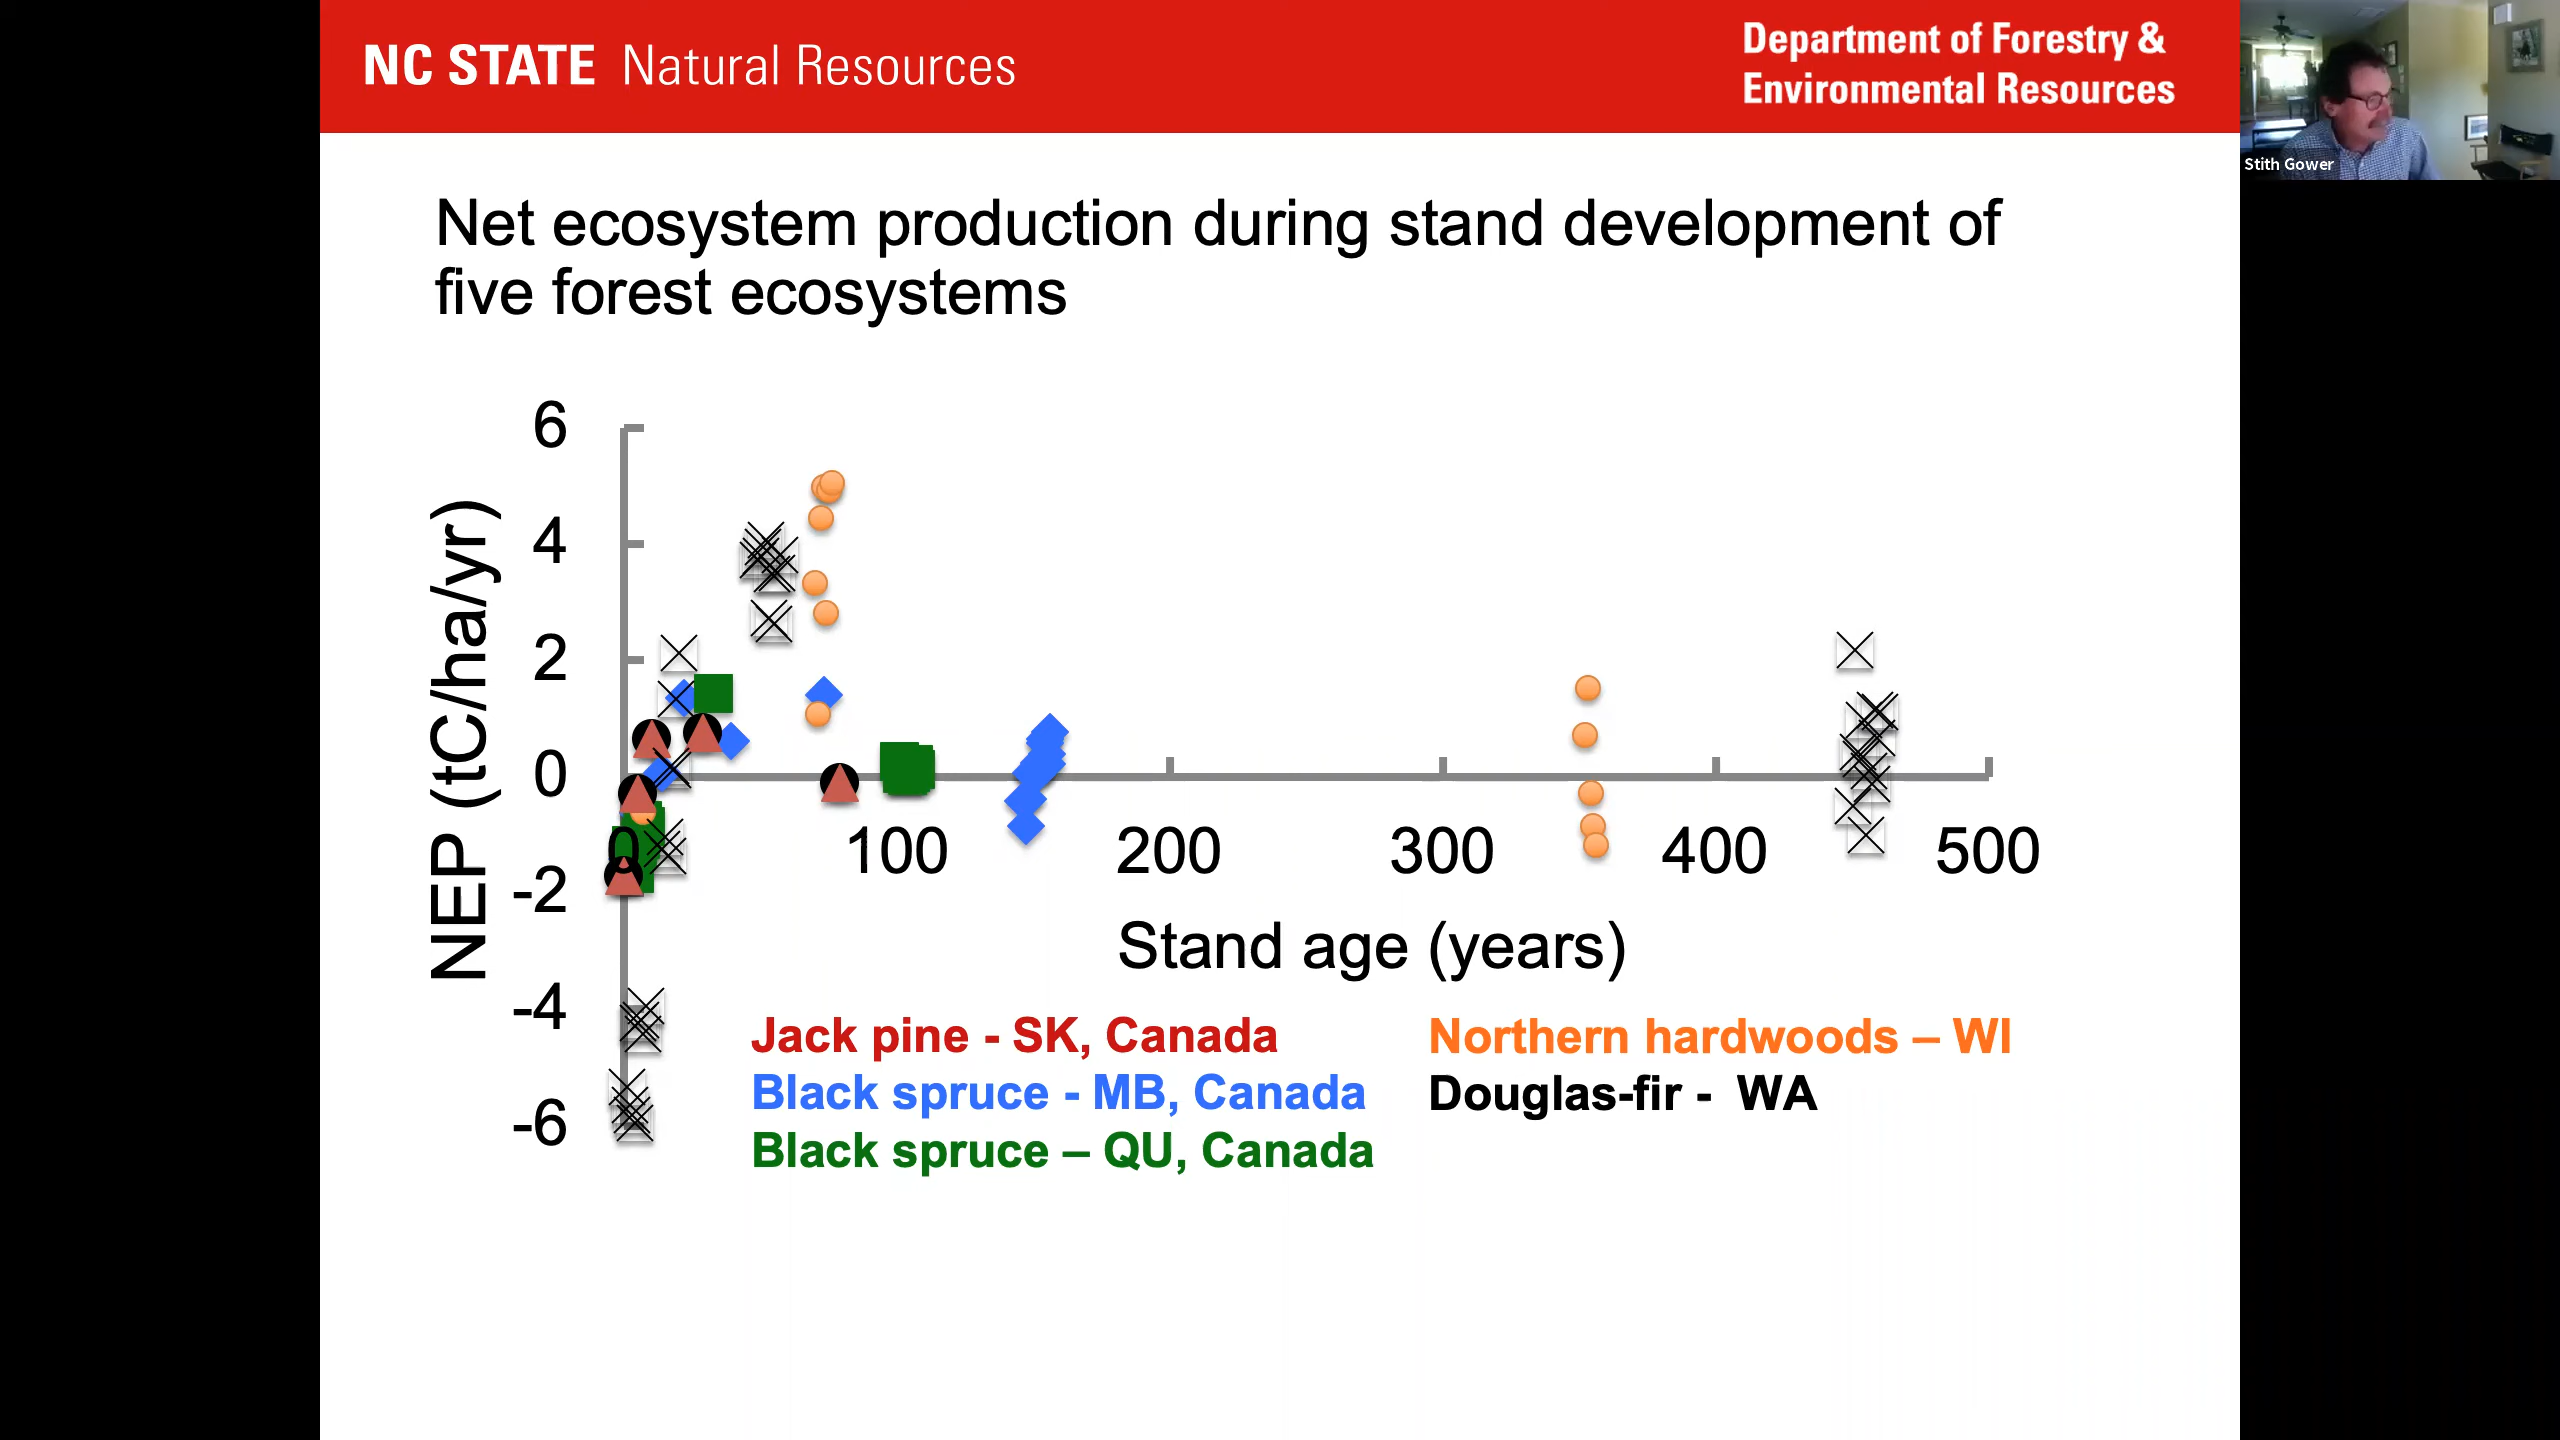 NC STATE Natural Resources
Department of Forestry &
Environmental Resources
Stith Gower
Net ecosystem production during stand development of
five forest ecosystems
NEP (tC/ha/yr)
6
4
2
0
-2
-4
-6
0 100 200 300 400 500
Stand age (years)
Jack pine - SK, Canada
Black spruce - MB, Canada
Black spruce – QU, Canada
Northern hardwoods – WI
Douglas-fir - WA